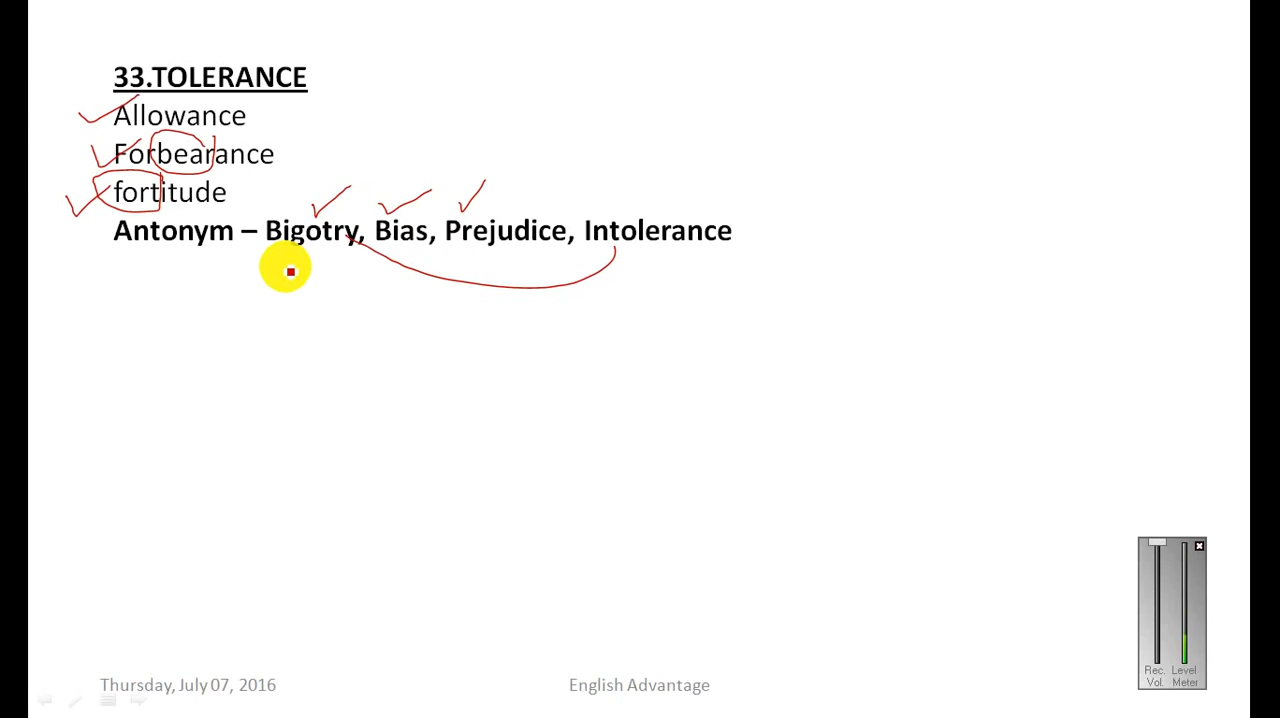 33.TOLERANCE
Allowance
Forbearance
fortitude
Antonym – Bigotry, Bias, Prejudice, Intolerance
Rec. Level
Vol. Meter
Thursday, July 07, 2016 English Advantage